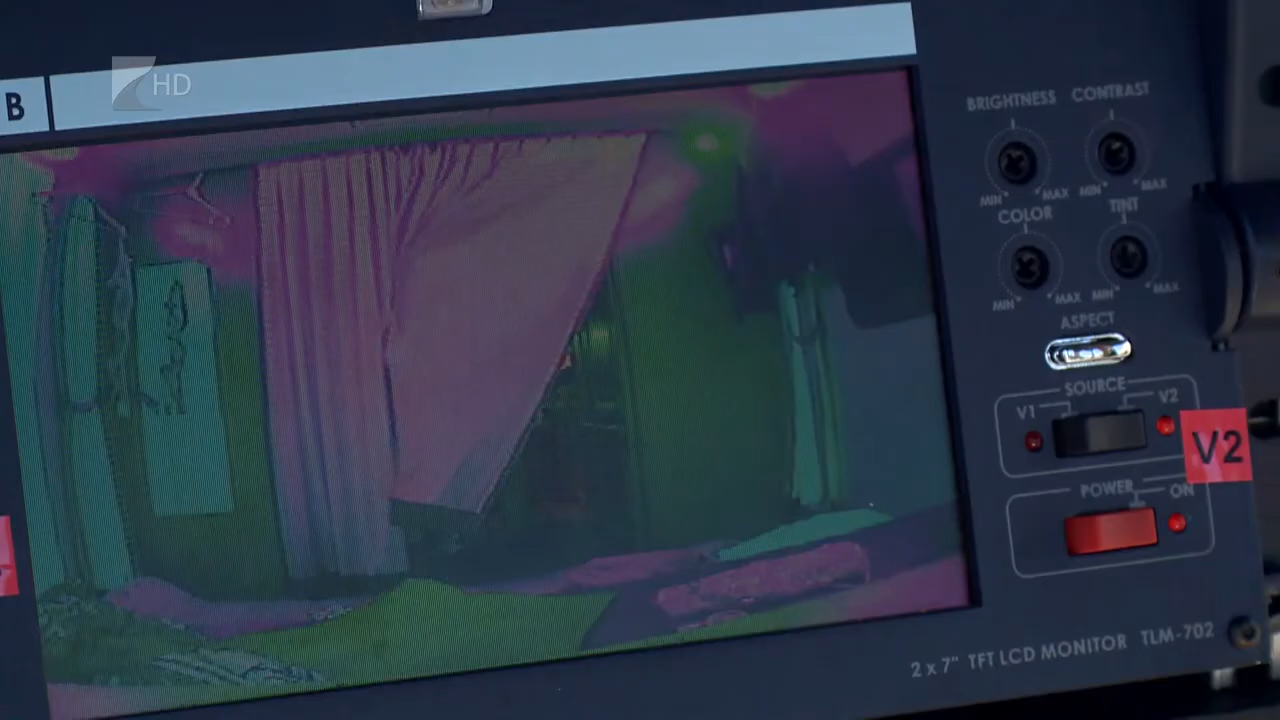 HD
B
BRIGHTNESS
CONTRAST
MIN MAX
MIN MAX
COLOR
TINT
MIN MAX
MIN MAX
ASPECT
SOURCE
V1
V2
V2
POWER
ON
2 x 7" TFT LCD MONITOR TLM-702